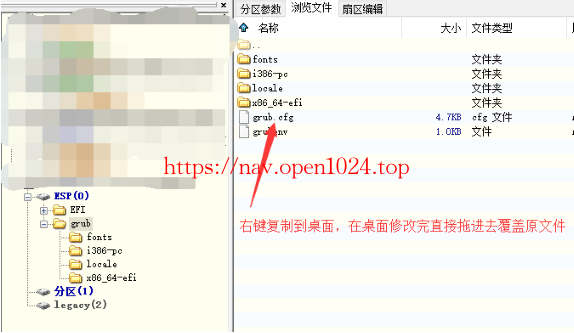 分区参数 浏览文件 扇区编辑
名称 大小 文件类型
..
fonts 文件夹
i386-pc 文件夹
locale 文件夹
x86_64-efi 文件夹
grub.cfg 4.7KB cfg 文件
grubenv 1.0KB 文件
https://nav.open1024.top
右键复制到桌面，在桌面修改完直接拖进去覆盖原文件
ESP(0)
EFI
grub
fonts
i386-pc
locale
x86_64-efi
分区(1)
legacy(2)